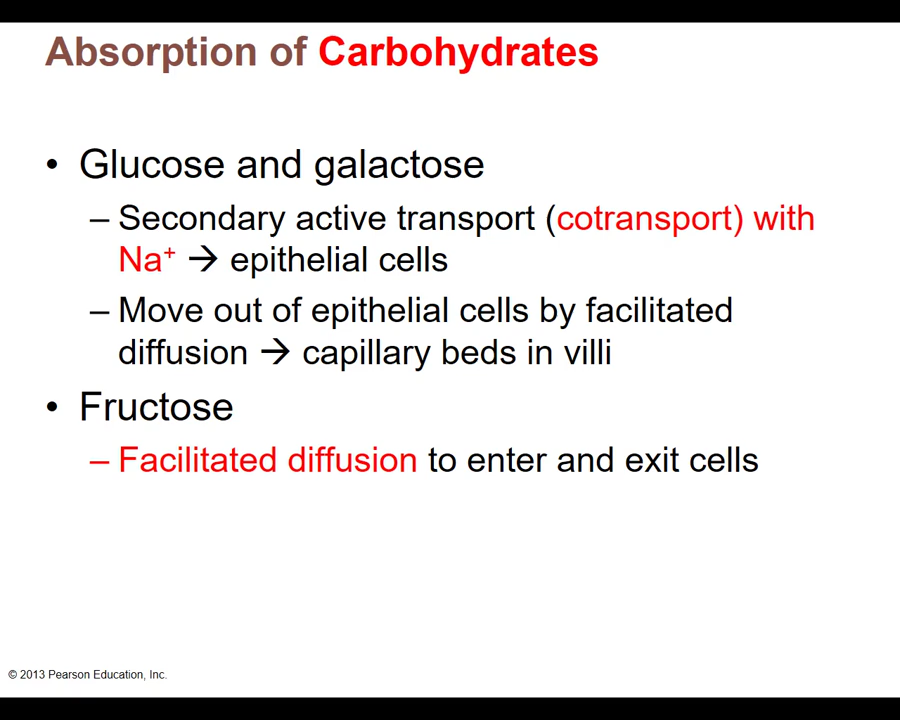 Absorption of Carbohydrates
• Glucose and galactose
– Secondary active transport (cotransport) with
Na⁺ → epithelial cells
– Move out of epithelial cells by facilitated
diffusion → capillary beds in villi
• Fructose
– Facilitated diffusion to enter and exit cells
© 2013 Pearson Education, Inc.